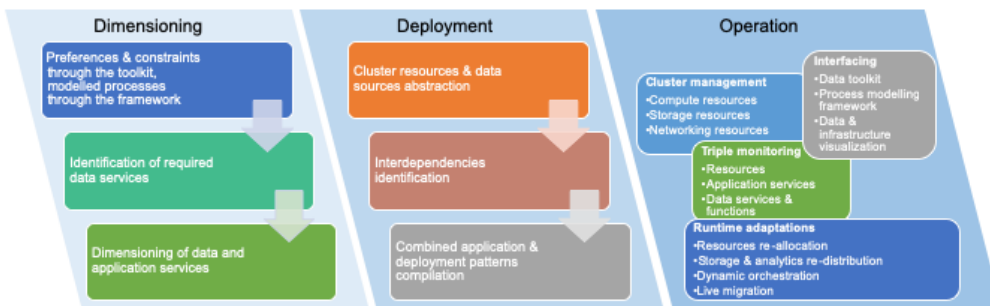 Dimensioning
Preferences & constraints
through the toolkit,
modelled processes
through the framework
Identification of required
data services
Dimensioning of data and
application services
Deployment
Cluster resources & data
sources abstraction
Interdependencies
identification
Combined application &
deployment patterns
compilation
Operation
Interfacing
•Data toolkit
•Process modelling
framework
•Data &
infrastructure
visualization
Cluster management
•Compute resources
•Storage resources
•Networking resources
Triple monitoring
•Resources
•Application services
•Data services &
functions
Runtime adaptations
•Resources re-allocation
•Storage & analytics re-distribution
•Dynamic orchestration
•Live migration